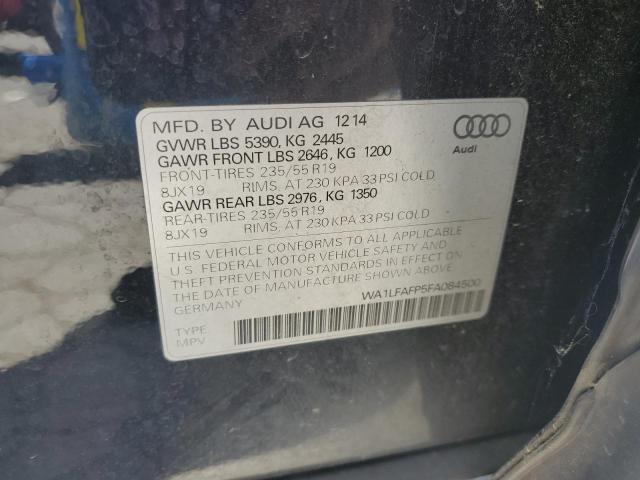 MFD. BY AUDI AG 12 14
GVWR LBS 5390, KG 2445
GAWR FRONT LBS 2646, KG 1200
FRONT-TIRES 235/55 R19
8JX19 RIMS, AT 230 KPA 33 PSI COLD
GAWR REAR LBS 2976, KG 1350
REAR-TIRES 235/55 R19
8JX19 RIMS, AT 230 KPA 33 PSI COLD
Audi
THIS VEHICLE CONFORMS TO ALL APPLICABLE
U.S. FEDERAL MOTOR VEHICLE SAFETY AND
THEFT PREVENTION STANDARDS IN EFFECT ON
THE DATE OF MANUFACTURE SHOWN ABOVE.
GERMANY
WA1LFAFP5FA084500
TYPE
MPV